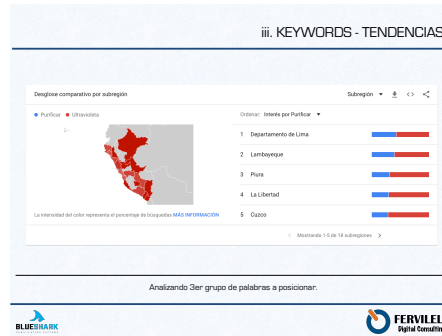 iii. KEYWORDS - TENDENCIAS
Desglose comparativo por subregión
Subregión
Purificar
Ultravioleta
Ordenar: Interés por Purificar
1 Departamento de Lima
2 Lambayeque
3 Piura
4 La Libertad
5 Cuzco
La intensidad del color representa el porcentaje de búsquedas MÁS INFORMACIÓN
Mostrando 1-5 de 18 subregiones
Analizando 3er grupo de palabras a posicionar.
BLUESHARK
FERVILEL
Digital Consulting